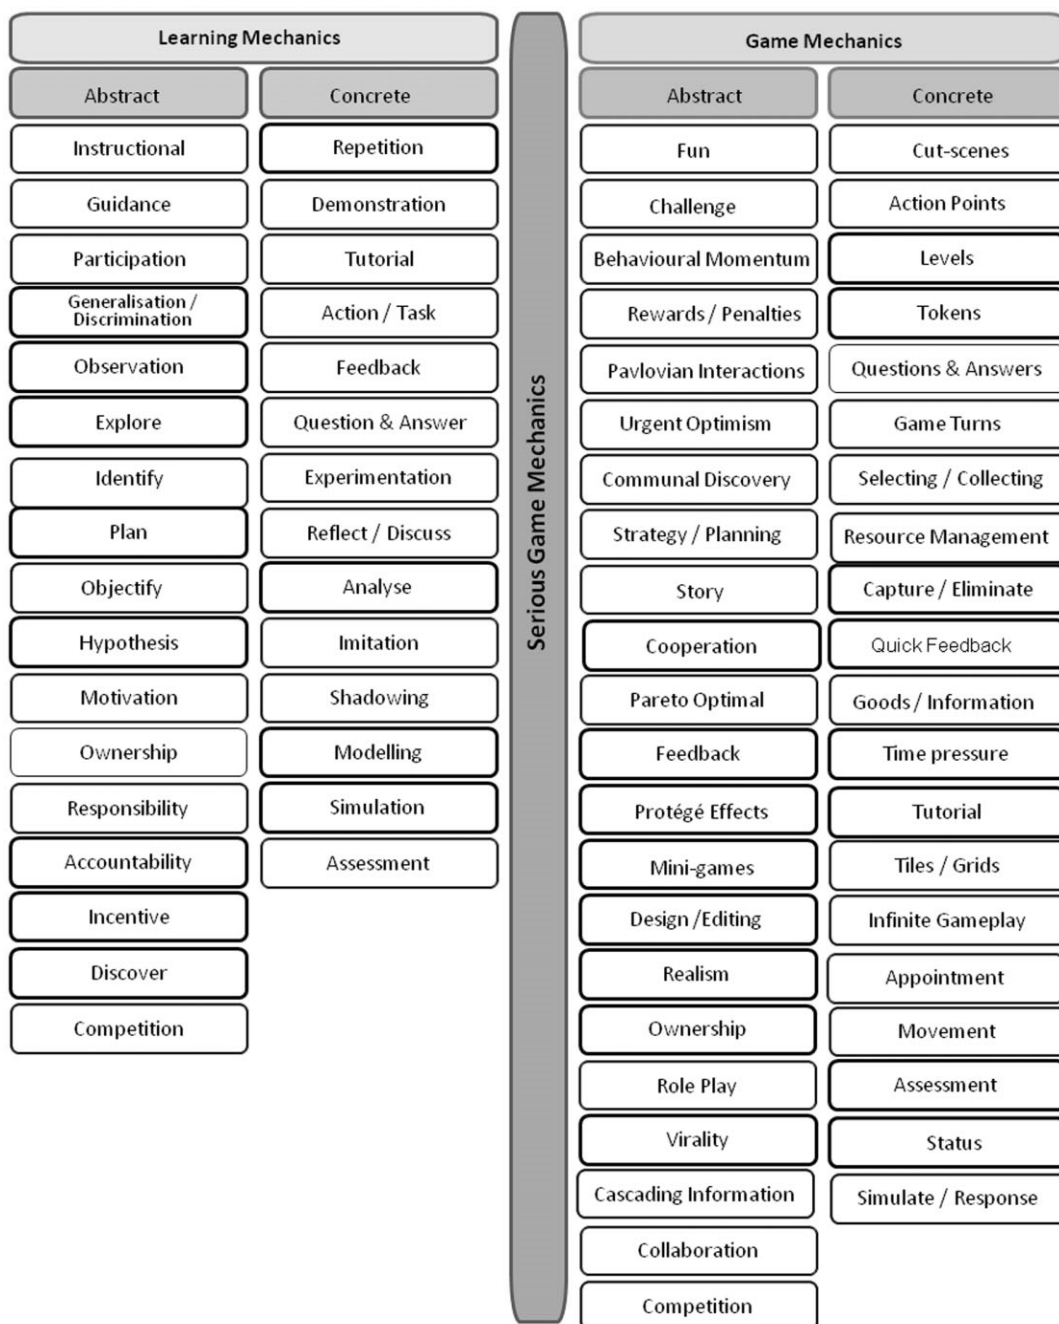 Learning Mechanics
Abstract
Instructional
Guidance
Participation
Generalisation /
Discrimination
Observation
Explore
Identify
Plan
Objectify
Hypothesis
Motivation
Ownership
Responsibility
Accountability
Incentive
Discover
Competition
Concrete
Repetition
Demonstration
Tutorial
Action / Task
Feedback
Question & Answer
Experimentation
Reflect / Discuss
Analyse
Imitation
Shadowing
Modelling
Simulation
Assessment
Serious Game Mechanics
Game Mechanics
Abstract
Fun
Challenge
Behavioural Momentum
Rewards / Penalties
Pavlovian Interactions
Urgent Optimism
Communal Discovery
Strategy / Planning
Story
Cooperation
Pareto Optimal
Feedback
Protégé Effects
Mini-games
Design /Editing
Realism
Ownership
Role Play
Virality
Cascading Information
Collaboration
Competition
Concrete
Cut-scenes
Action Points
Levels
Tokens
Questions & Answers
Game Turns
Selecting / Collecting
Resource Management
Capture / Eliminate
Quick Feedback
Goods / Information
Time pressure
Tutorial
Tiles / Grids
Infinite Gameplay
Appointment
Movement
Assessment
Status
Simulate / Response